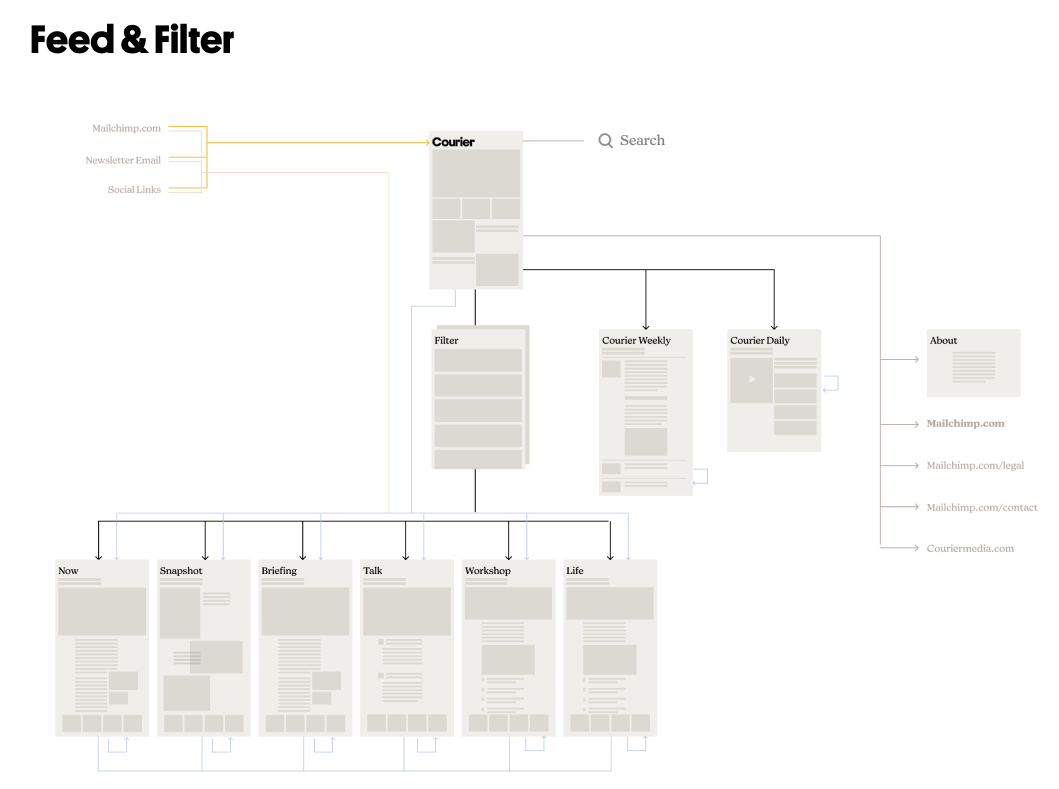 Feed & Filter
Mailchimp.com
Newsletter Email
Social Links
Courier
Search
Filter
Courier Weekly
Courier Daily
About
Mailchimp.com
Mailchimp.com/legal
Mailchimp.com/contact
Couriermedia.com
Now
Snapshot
Briefing
Talk
Workshop
Life